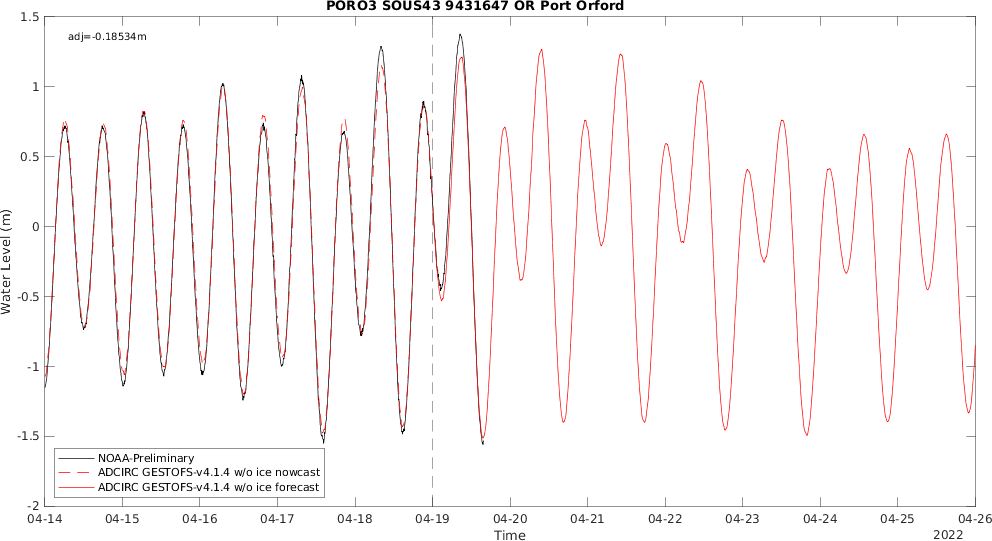 PORO3 SOUS43 9431647 OR Port Orford
adj=-0.18534m
1.5
1
0.5
0
-0.5
-1
-1.5
-2
Water Level (m)
NOAA-Preliminary
ADCIRC GESTOFS-v4.1.4 w/o ice nowcast
ADCIRC GESTOFS-v4.1.4 w/o ice forecast
04-14 04-15 04-16 04-17 04-18 04-19 04-20 04-21 04-22 04-23 04-24 04-25 04-26
Time
2022